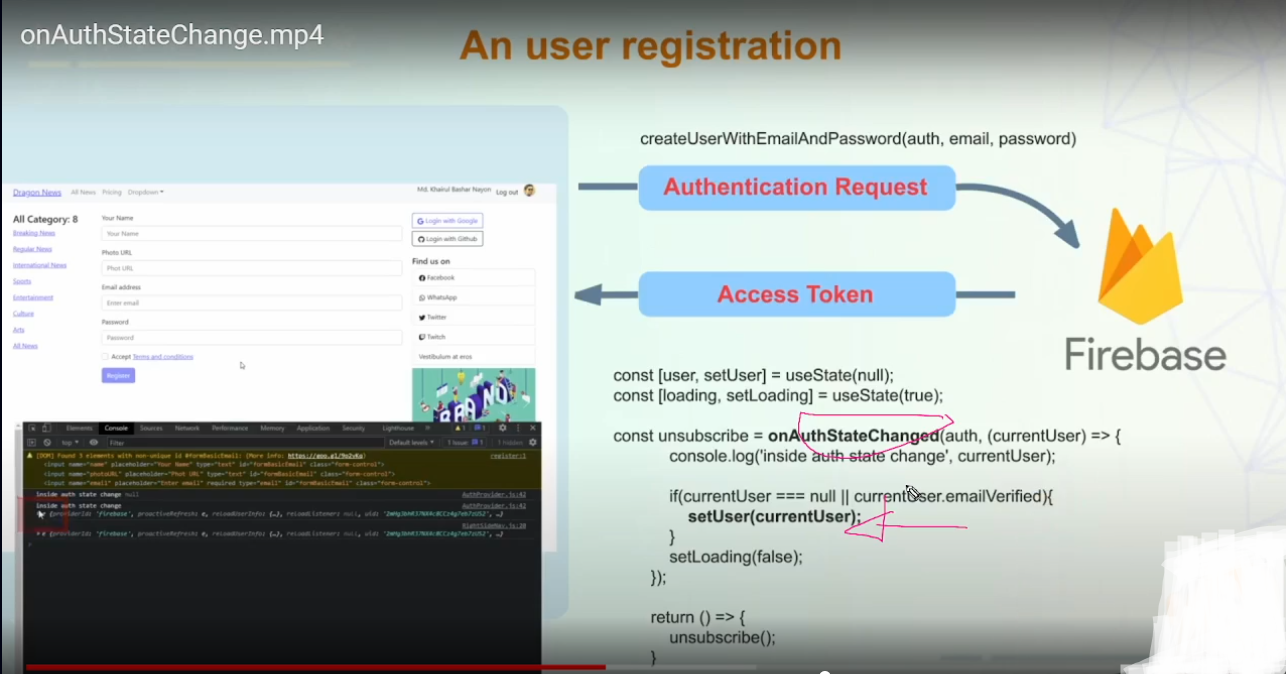 onAuthStateChange.mp4
An user registration
createUserWithEmailAndPassword(auth, email, password)
Authentication Request
Access Token
Firebase
const [user, setUser] = useState(null);
const [loading, setLoading] = useState(true);
const unsubscribe = onAuthStateChanged(auth, (currentUser) => {
console.log('inside auth state change', currentUser);
if(currentUser === null || currentUser.emailVerified){
setUser(currentUser);
}
setLoading(false);
});
return () => {
unsubscribe();
}
Dragon News All News Pricing Dropdown
Md. Khairul Bashar Nayon Log out
All Category: 8
Breaking News
Regular News
International News
Sports
Entertainment
Culture
Arts
All News
Your Name
Your Name
Photo URL
Phot URL
Email address
Enter email
Password
Password
Accept Terms and conditions
Register
Login with Google
Login with Github
Find us on
Facebook
WhatsApp
Twitter
Twitch
Vestibulum at eros
BRAND
Elements Console Sources Network Performance Memory Application Security Lighthouse
top Filter Default levels 1 Issue: 1 1 hidden
[DOM] Found 3 elements with non-unique id #formBasicEmail: (More info: https://goo.gl/9p2vKq) register:1
<input name="name" placeholder="Your Name" type="text" id="formBasicEmail" class="form-control">
<input name="photoURL" placeholder="Phot URL" type="text" id="formBasicEmail" class="form-control">
<input name="email" placeholder="Enter email" required type="email" id="formBasicEmail" class="form-control">
inside auth state change null AuthProvider.js:42
inside auth state change AuthProvider.js:42
{providerId: 'firebase', proactiveRefresh: e, reloadUserInfo: {…}, reloadListener: null, uid:
RightSideNav.js:10
{providerId: 'firebase', proactiveRefresh: e, reloadUserInfo: {…}, reloadListener: null, uid: